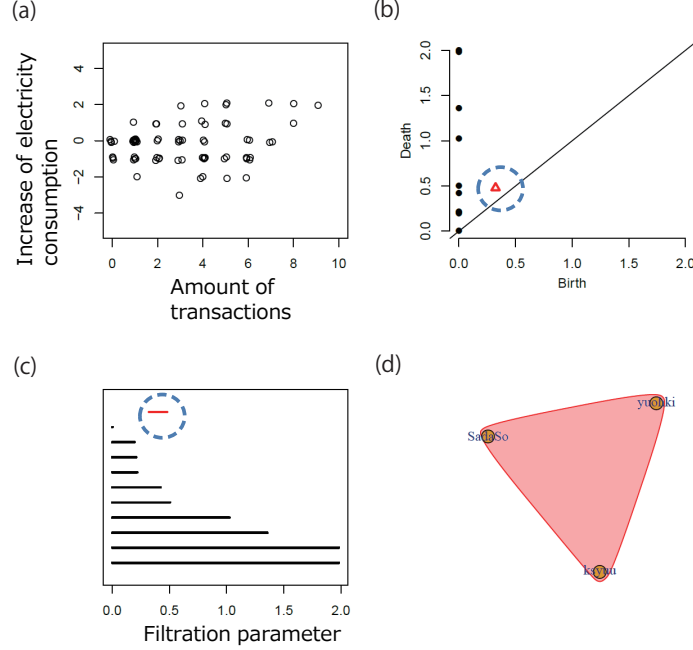 (a)
Increase of electricity
consumption
4
2
0
-2
-4
0 2 4 6 8 10
Amount of
transactions
(b)
Death
2.0
1.5
1.0
0.5
0.0
0.0 0.5 1.0 1.5 2.0
Birth
(c)
0.0 0.5 1.0 1.5 2.0
Filtration parameter
(d)
SadaSo
ksyuu